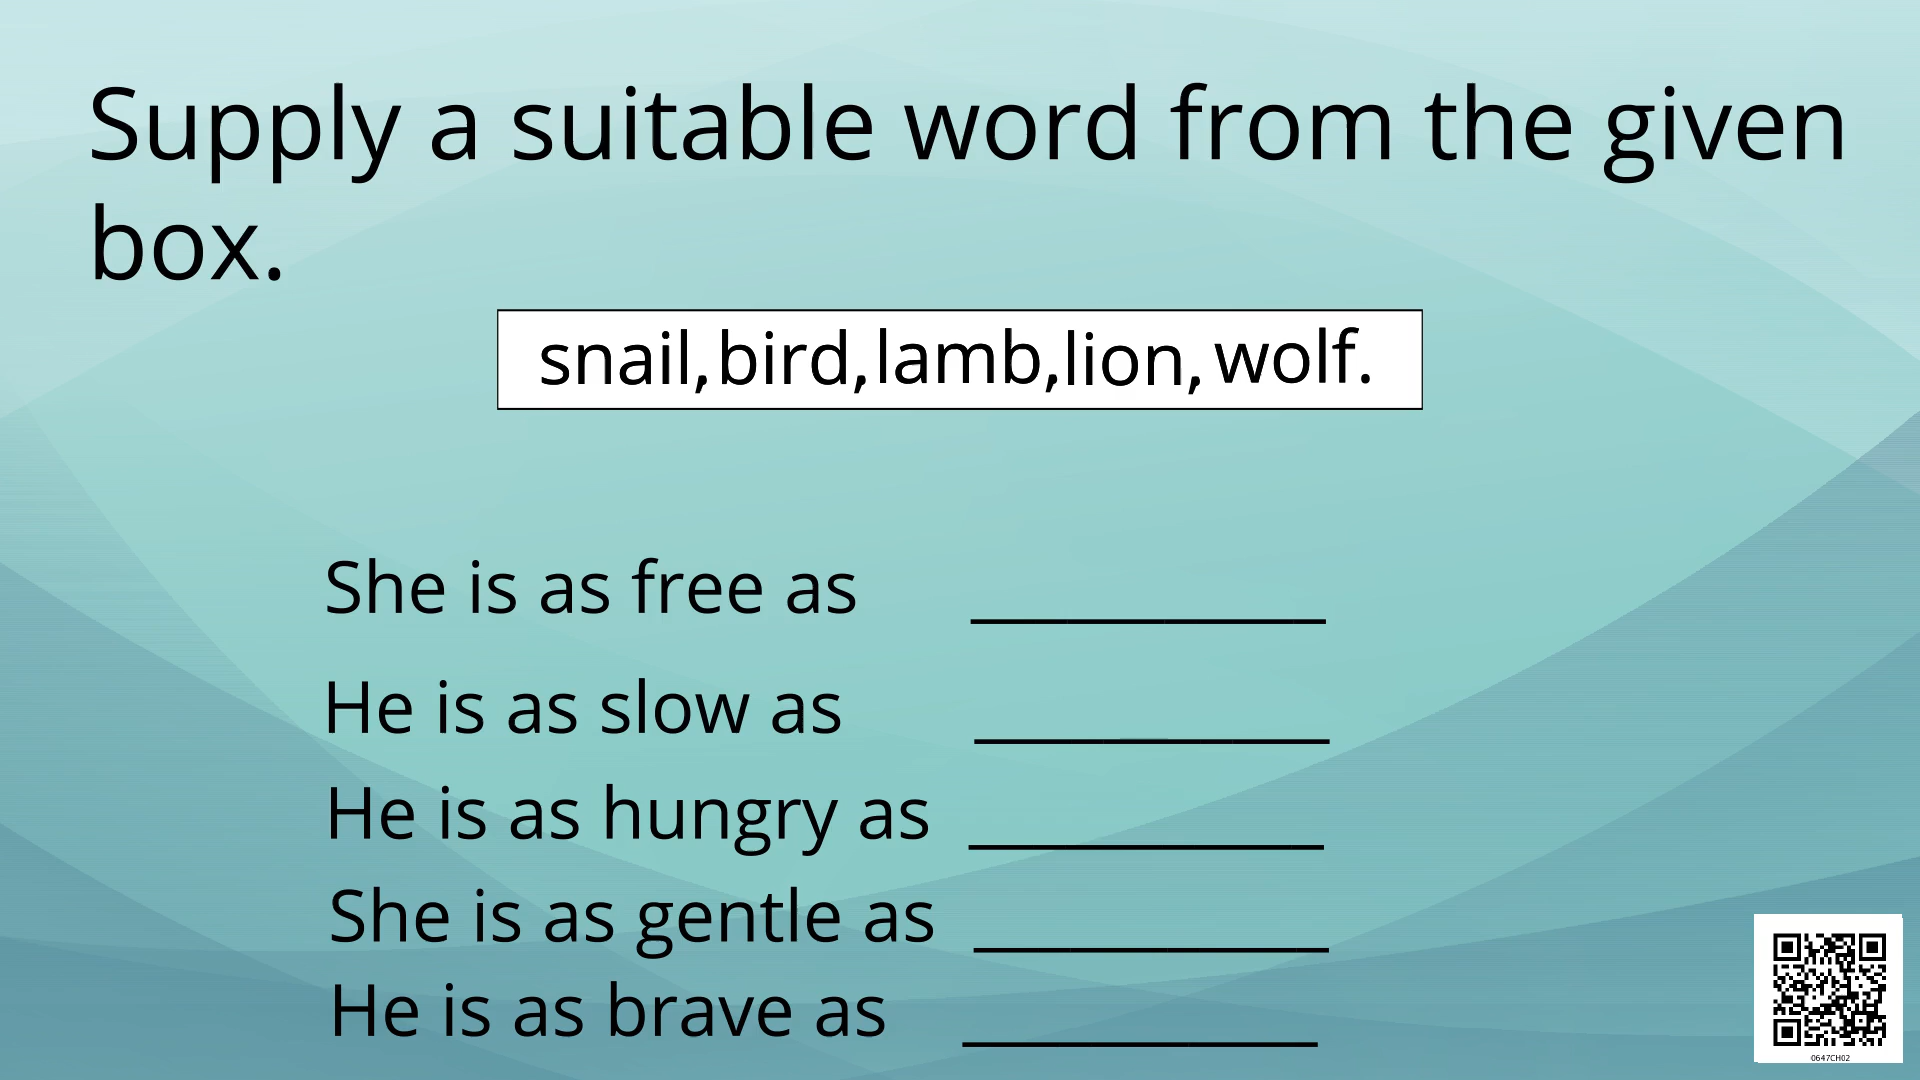 Supply a suitable word from the given
box.
snail,bird,lamb,lion,wolf.
She is as free as ___________
He is as slow as ___________
He is as hungry as ___________
She is as gentle as ___________
He is as brave as ___________
0647CH02